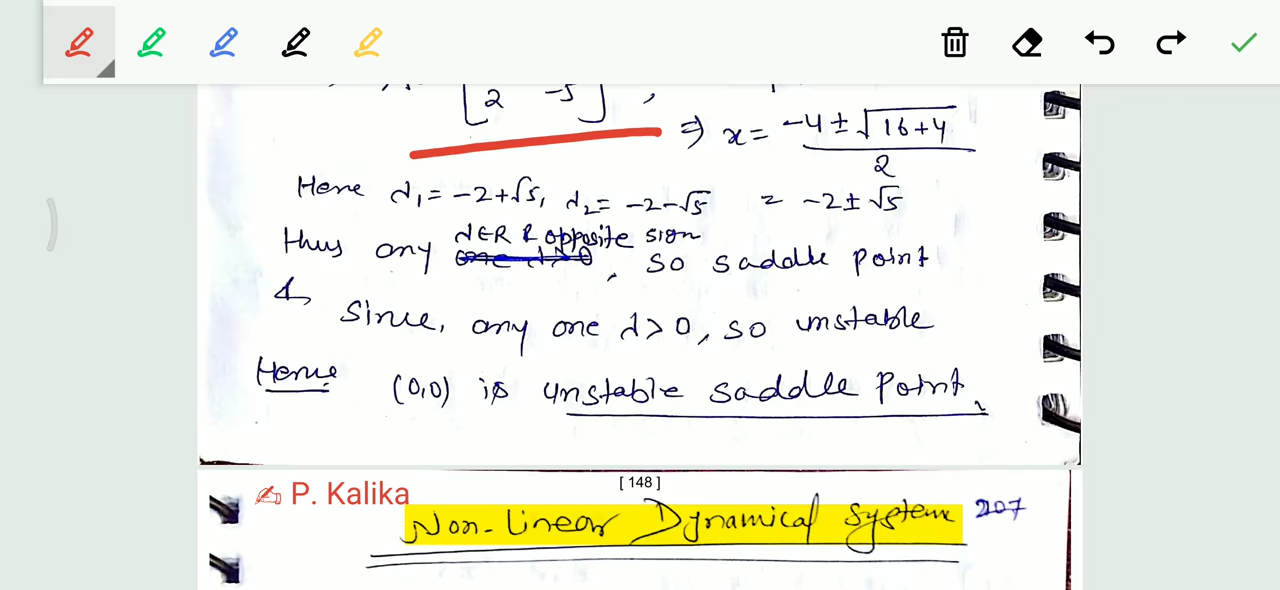 [2 -5] ,
⇒ x = -4 ± √16+4 / 2
Hene λ₁ = -2+√5, λ₂ = -2-√5 = -2 ± √5
λ∈R & opposite sign
thus any , so saddle point
&
Since, any one λ>0, so unstable
Hence (0,0) is unstable saddle point.
[ 148 ]
✍ P. Kalika
Non-linear Dynamical System 207